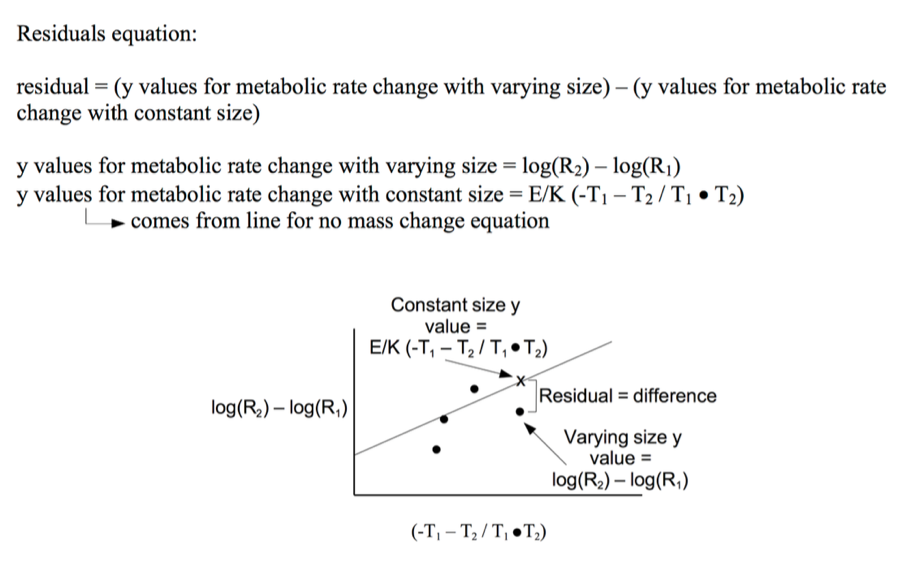 Residuals equation:
residual = (y values for metabolic rate change with varying size) – (y values for metabolic rate
change with constant size)
y values for metabolic rate change with varying size = log(R₂) – log(R₁)
y values for metabolic rate change with constant size = E/K (-T₁ – T₂ / T₁ • T₂)
comes from line for no mass change equation
Constant size y
value =
E/K (-T₁ – T₂ / T₁ • T₂)
x
Residual = difference
log(R₂) – log(R₁)
Varying size y
value =
log(R₂) – log(R₁)
(-T₁ – T₂ / T₁ •T₂)